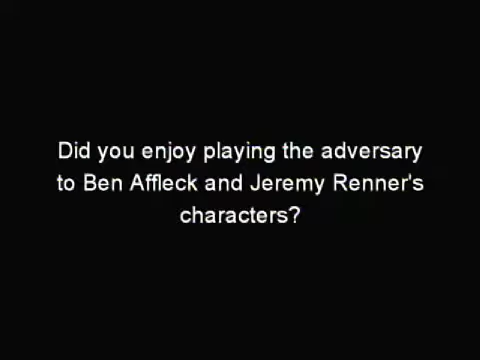 Did you enjoy playing the adversary
to Ben Affleck and Jeremy Renner's
characters?